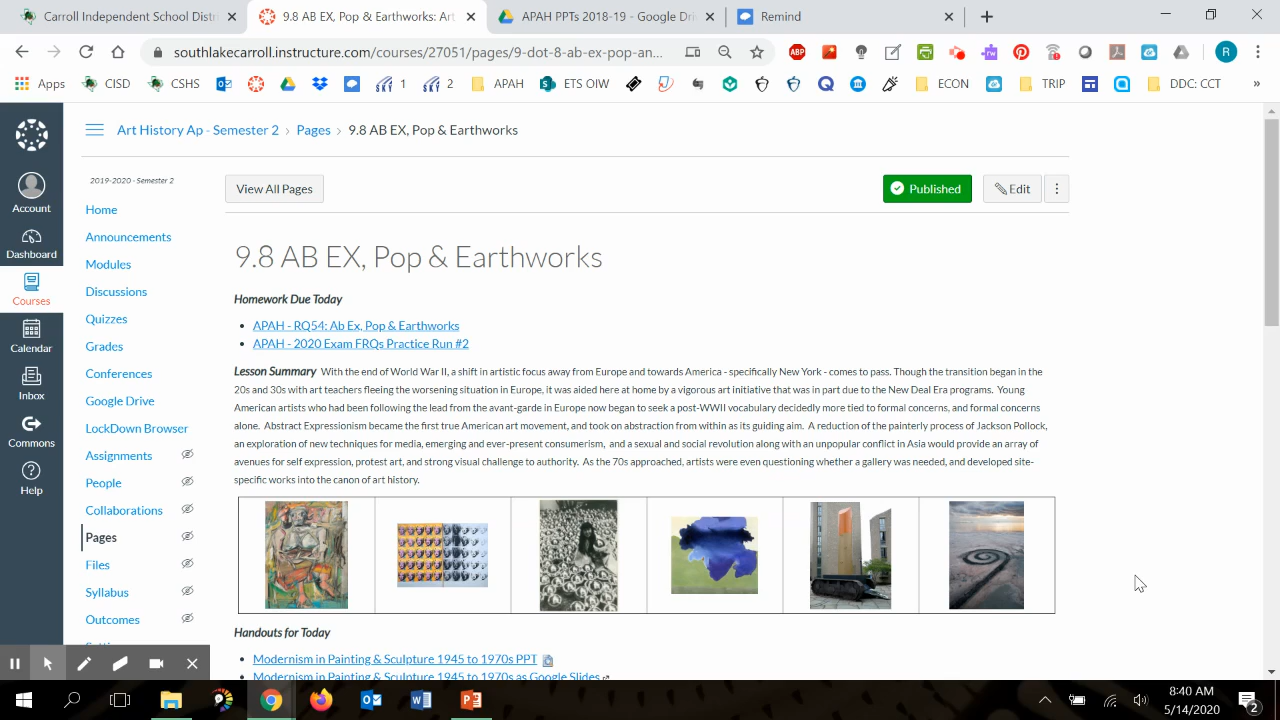 Carroll Independent School Distri
9.8 AB EX, Pop & Earthworks: Art
APAH PPTs 2018-19 - Google Driv
Remind
southlakecarroll.instructure.com/courses/27051/pages/9-dot-8-ab-ex-pop-an...
ABP
R
Apps
CISD
CSHS
1
2
APAH
ETS OIW
ECON
TRIP
DDC: CCT
»
Art History Ap - Semester 2 › Pages › 9.8 AB EX, Pop & Earthworks
2019-2020 - Semester 2
View All Pages
Published
Edit
Account
Dashboard
Courses
Calendar
Inbox
Commons
Help
Home
Announcements
Modules
Discussions
Quizzes
Grades
Conferences
Google Drive
LockDown Browser
Assignments
People
Collaborations
Pages
Files
Syllabus
Outcomes
9.8 AB EX, Pop & Earthworks
Homework Due Today
• APAH - RQ54: Ab Ex, Pop & Earthworks
• APAH - 2020 Exam FRQs Practice Run #2
Lesson Summary With the end of World War II, a shift in artistic focus away from Europe and towards America - specifically New York - comes to pass. Though the transition began in the
20s and 30s with art teachers fleeing the worsening situation in Europe, it was aided here at home by a vigorous art initiative that was in part due to the New Deal Era programs. Young
American artists who had been following the lead from the avant-garde in Europe now began to seek a post-WWII vocabulary decidedly more tied to formal concerns, and formal concerns
alone. Abstract Expressionism became the first true American art movement, and took on abstraction from within as its guiding aim. A reduction of the painterly process of Jackson Pollock,
an exploration of new techniques for media, emerging and ever-present consumerism, and a sexual and social revolution along with an unpopular conflict in Asia would provide an array of
avenues for self expression, protest art, and strong visual challenge to authority. As the 70s approached, artists were even questioning whether a gallery was needed, and developed site-
specific works into the canon of art history.
Handouts for Today
• Modernism in Painting & Sculpture 1945 to 1970s PPT
• Modernism in Painting & Sculpture 1945 to 1970s as Google Slides
8:40 AM
5/14/2020
2